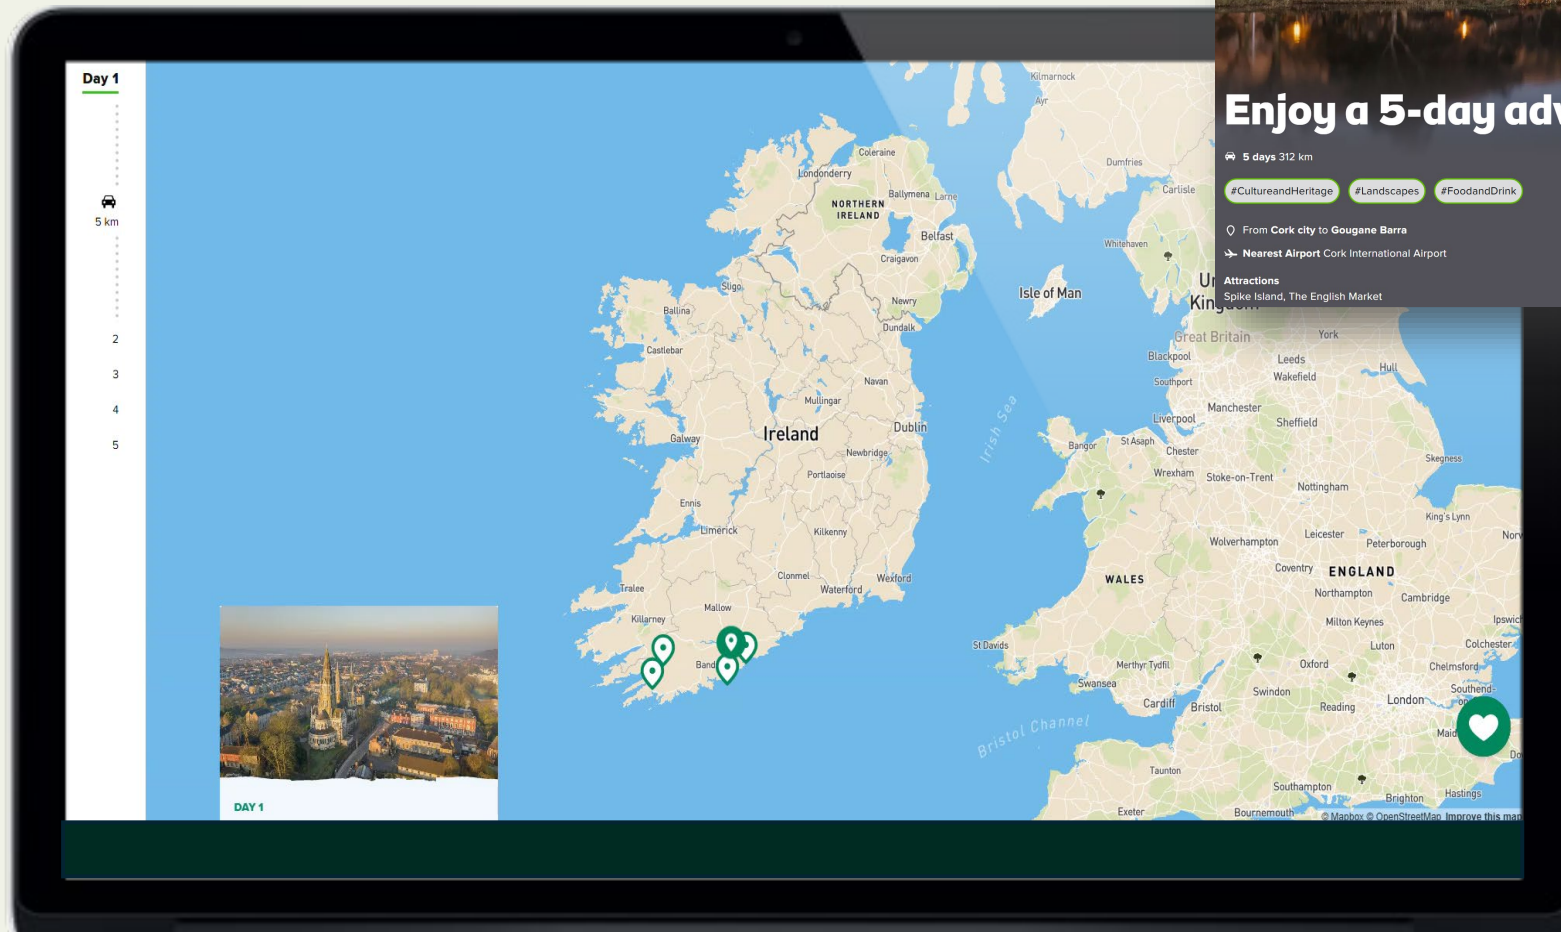 Day 1
5 km
2
3
4
5
DAY 1
Enjoy a 5-day
5 days 312 km
#CultureandHeritage
#Landscapes
#FoodandDrink
From Cork city to Gougane Barra
Nearest Airport Cork International Airport
Attractions
Spike Island, The English Market
Kilmarnock
Ayr
Coleraine
Londonderry
Dumfries
Carlisle
Ballymena
Larne
NORTHERN
IRELAND
Belfast
Whitehaven
Craigavon
Sligo
Isle of Man
Newry
Ballina
Dundalk
Great Britain
York
Castlebar
Blackpool
Leeds
Hull
Navan
Southport
Wakefield
Mullingar
Manchester
Liverpool
Sheffield
Irish Sea
Ireland
Dublin
Galway
Bangor
St Asaph
Chester
Newbridge
Skegness
Portlaoise
Wrexham
Stoke-on-Trent
Nottingham
Ennis
King's Lynn
Limerick
Kilkenny
Leicester
Wolverhampton
Peterborough
Coventry
ENGLAND
Clonmel
Wexford
WALES
Tralee
Waterford
Northampton
Cambridge
Mallow
Killarney
Milton Keynes
St Davids
Luton
Colchester
Merthyr Tydfil
Oxford
Chelmsford
Swansea
Swindon
London
Cardiff
Bristol
Reading
Bristol Channel
Taunton
Southampton
Brighton
Hastings
Exeter
Bournemouth
© Mapbox © OpenStreetMap Improve this map